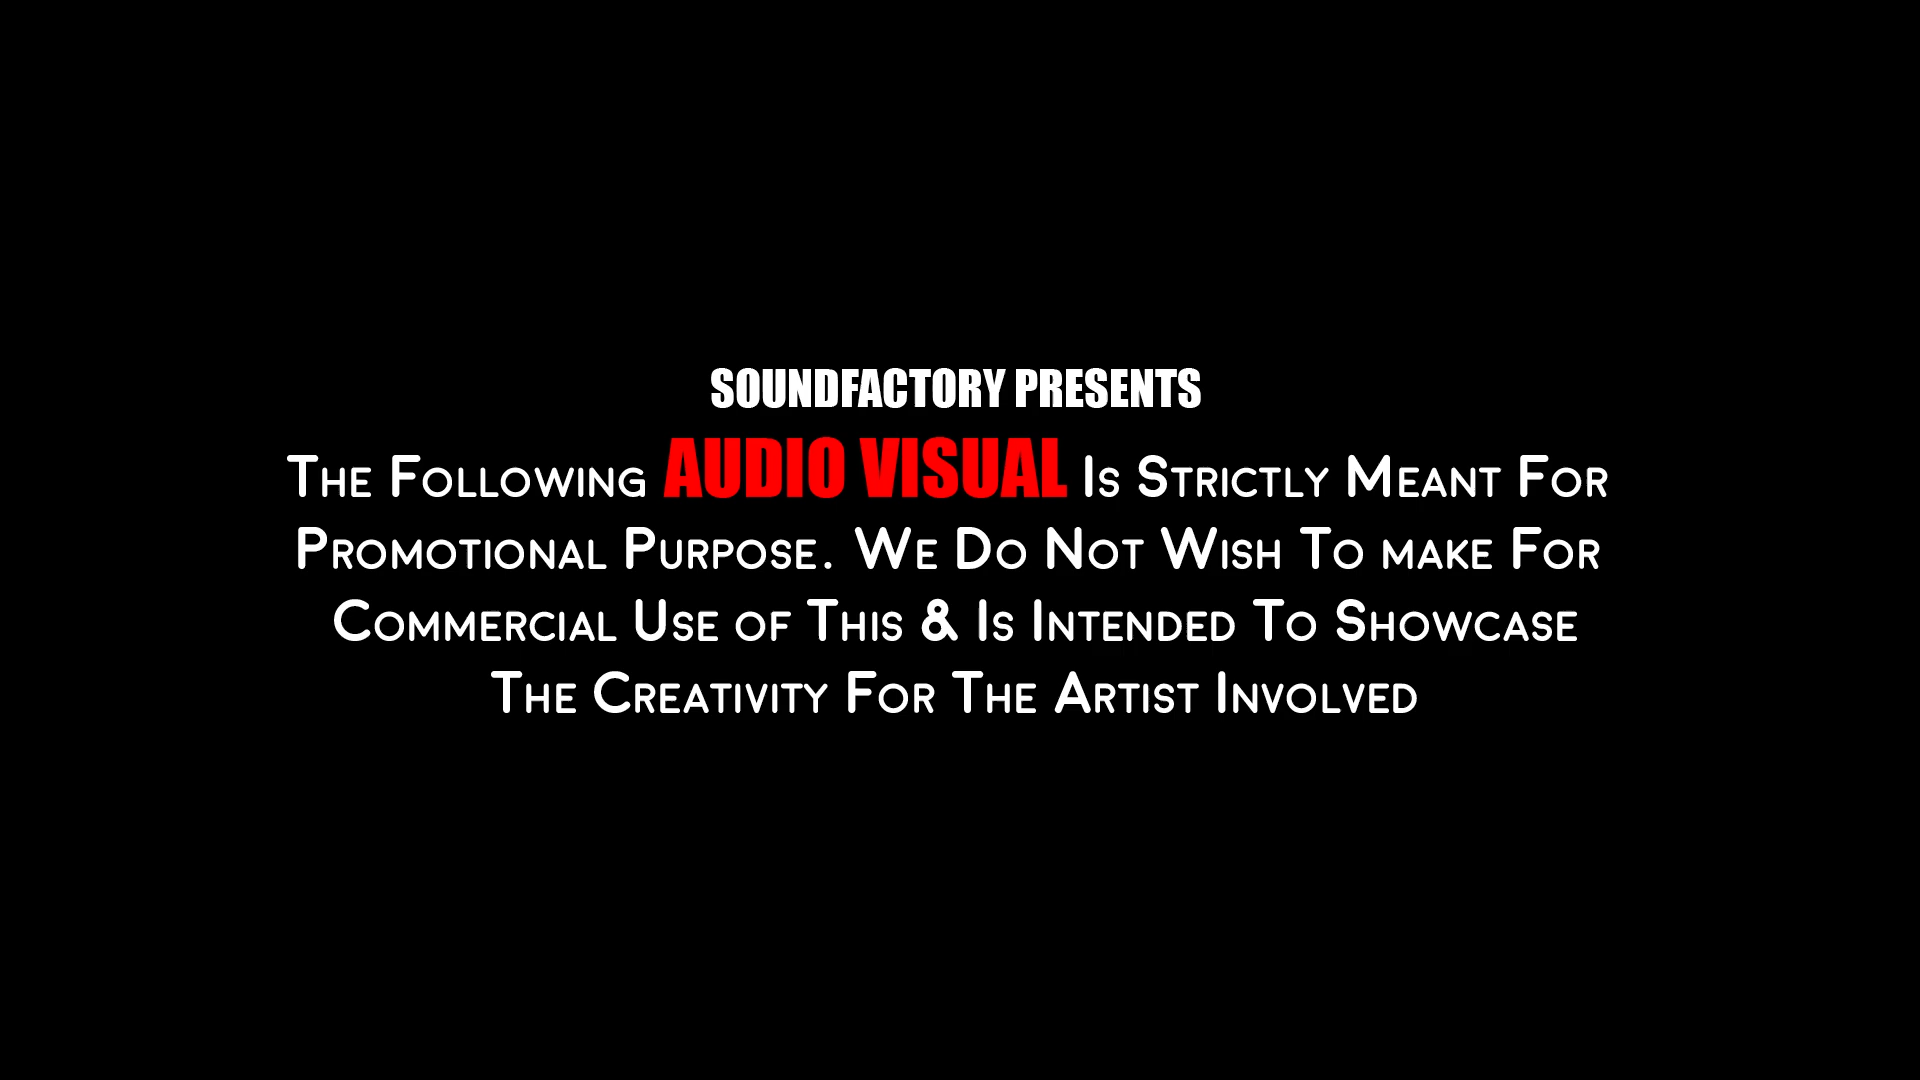 SOUNDFACTORY PRESENTS
The Following AUDIO VISUAL Is Strictly Meant For
Promotional Purpose. We Do Not Wish To make For
Commercial Use of This & Is Intended To Showcase
The Creativity For The Artist Involved